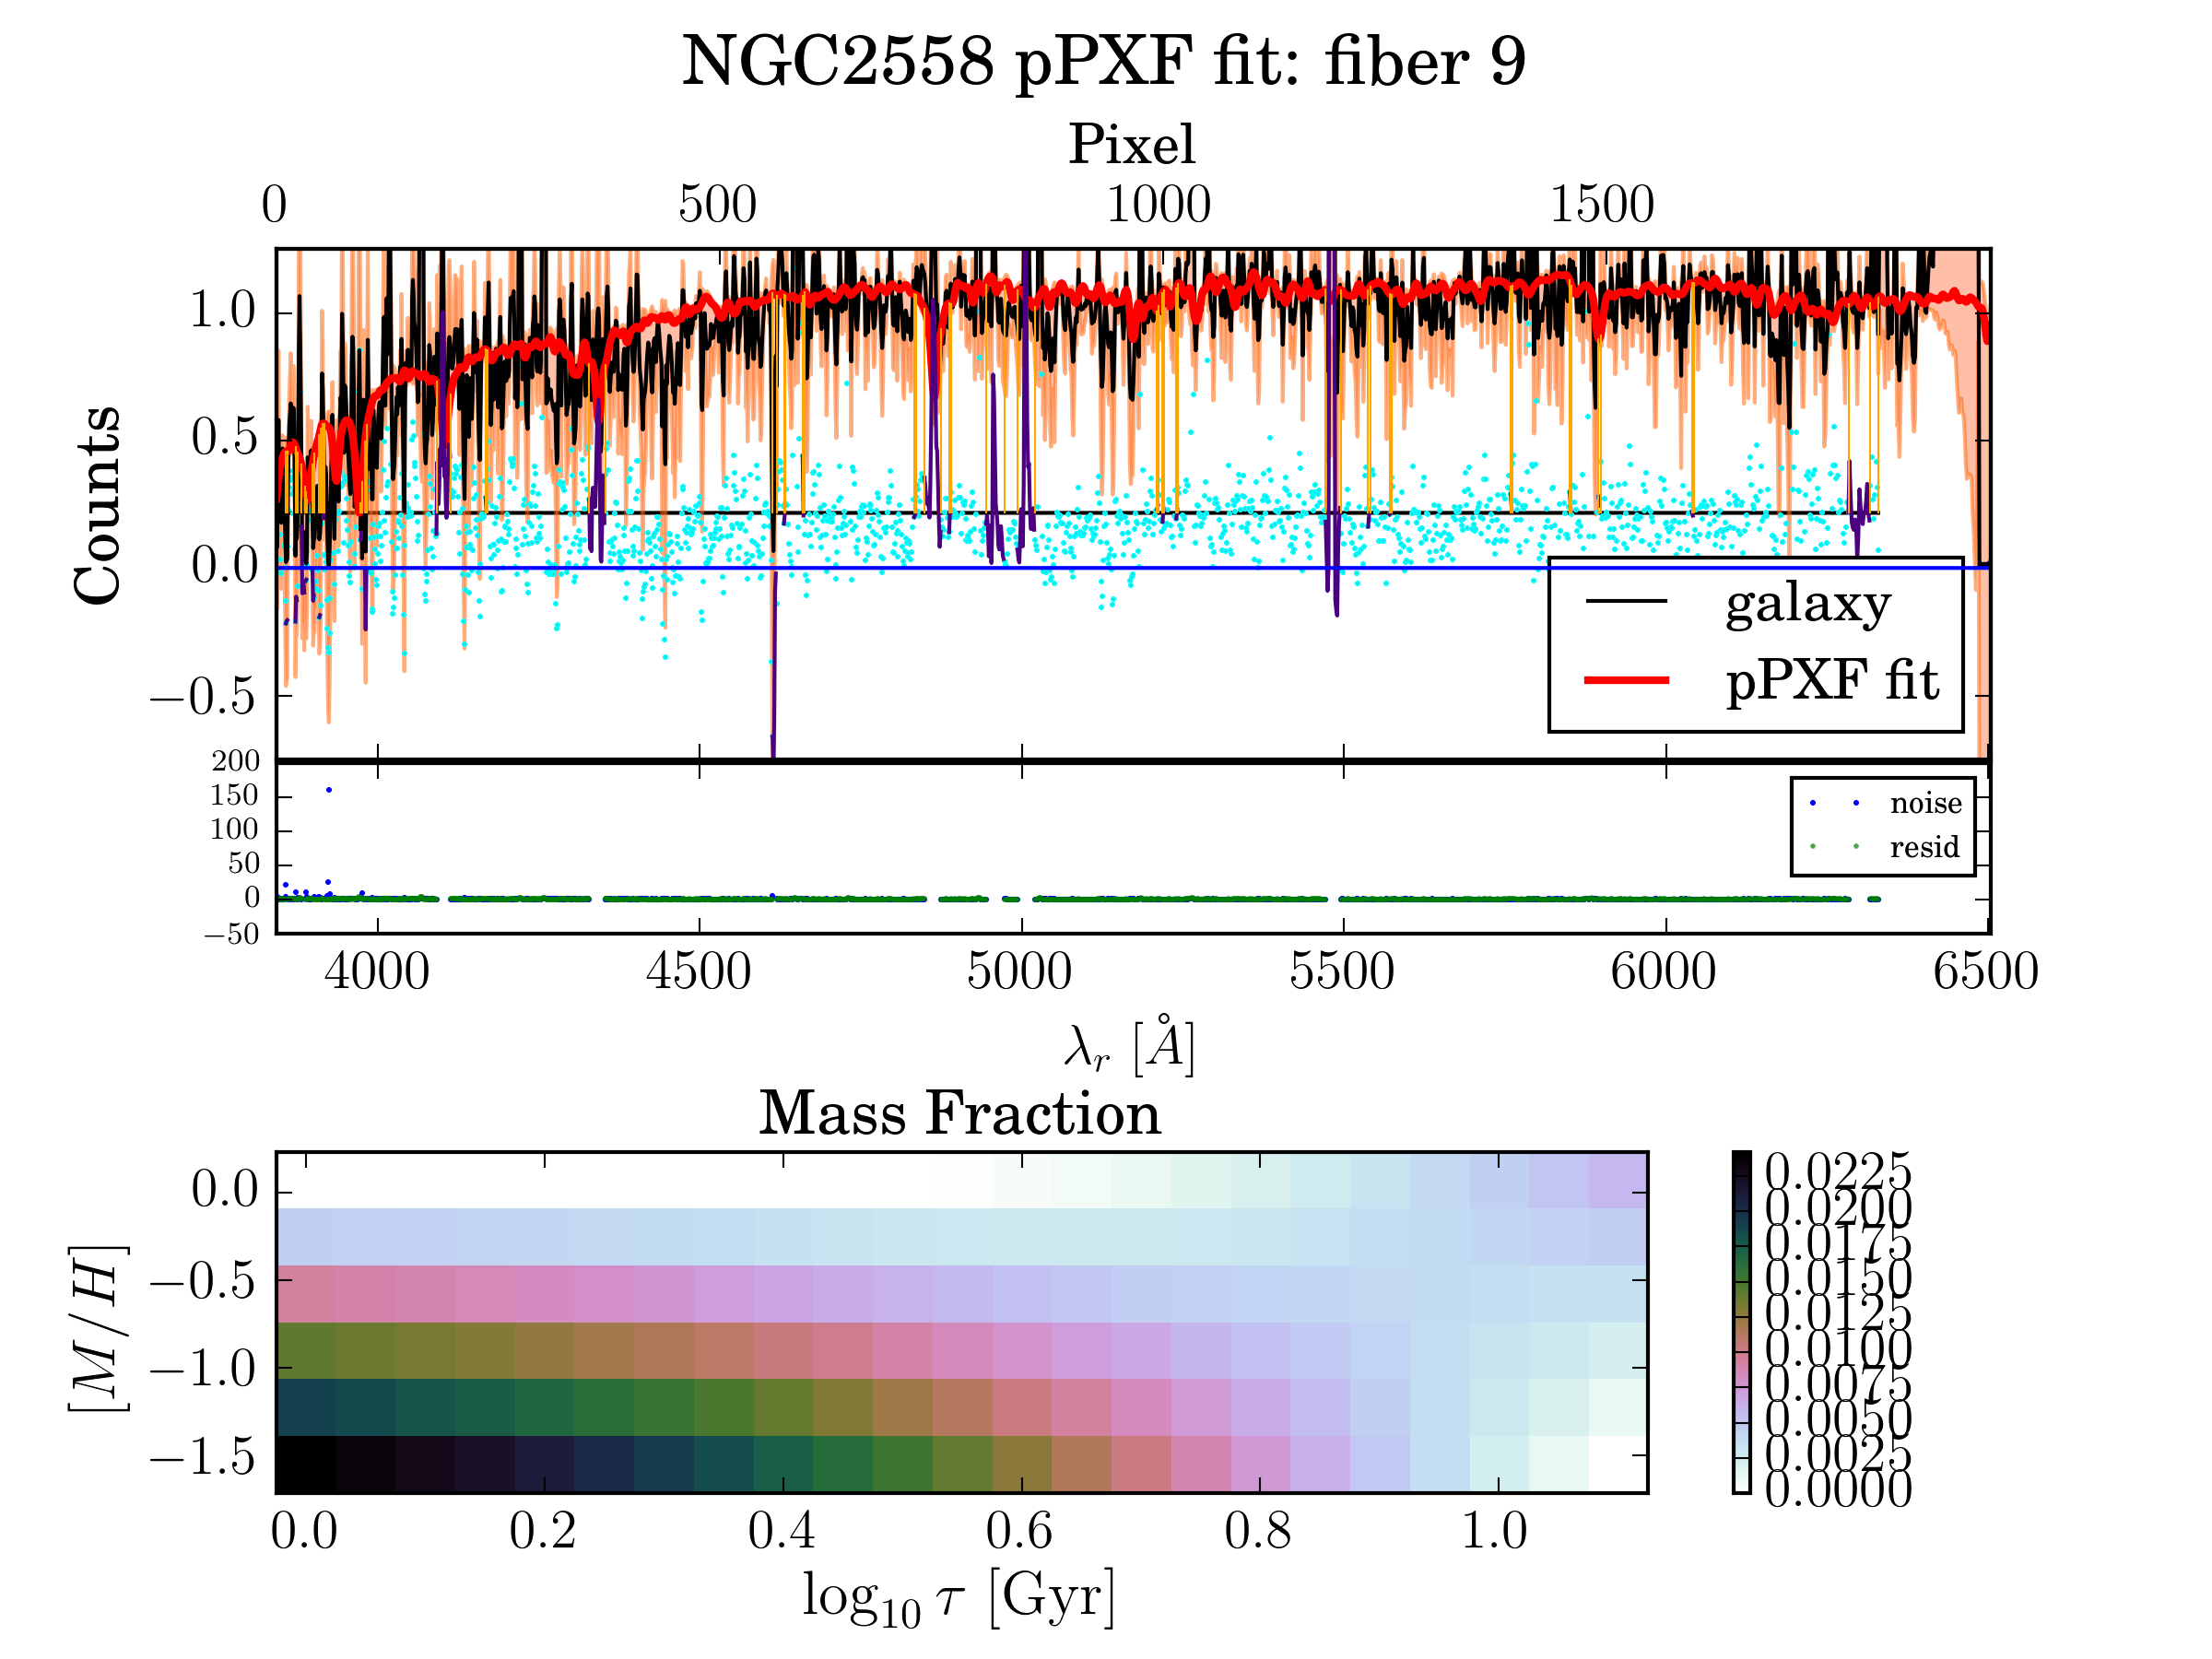 NGC2558 pPXF fit: fiber 9
Pixel
0 500 1000 1500
Counts
1.0
0.5
0.0
−0.5
galaxy
pPXF fit
200
150
100
50
0
−50
noise
resid
4000 4500 5000 5500 6000 6500
λr [Å]
Mass Fraction
[M/H]
0.0
−0.5
−1.0
−1.5
0.0 0.2 0.4 0.6 0.8 1.0
log10 τ [Gyr]
0.0225
0.0200
0.0175
0.0150
0.0125
0.0100
0.0075
0.0050
0.0025
0.0000